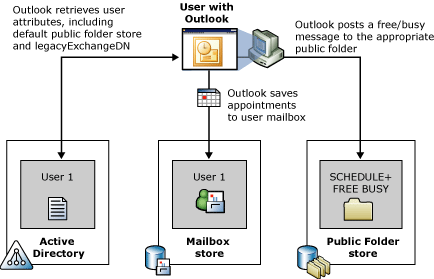 Outlook retrieves user
attributes, including
default public folder store
and legacyExchangeDN
User with
Outlook
Outlook posts a free/busy
message to the appropriate
public folder
Outlook saves
appointments
to user mailbox
User 1
User 1
SCHEDULE+
FREE BUSY
Active
Directory
Mailbox
store
Public Folder
store